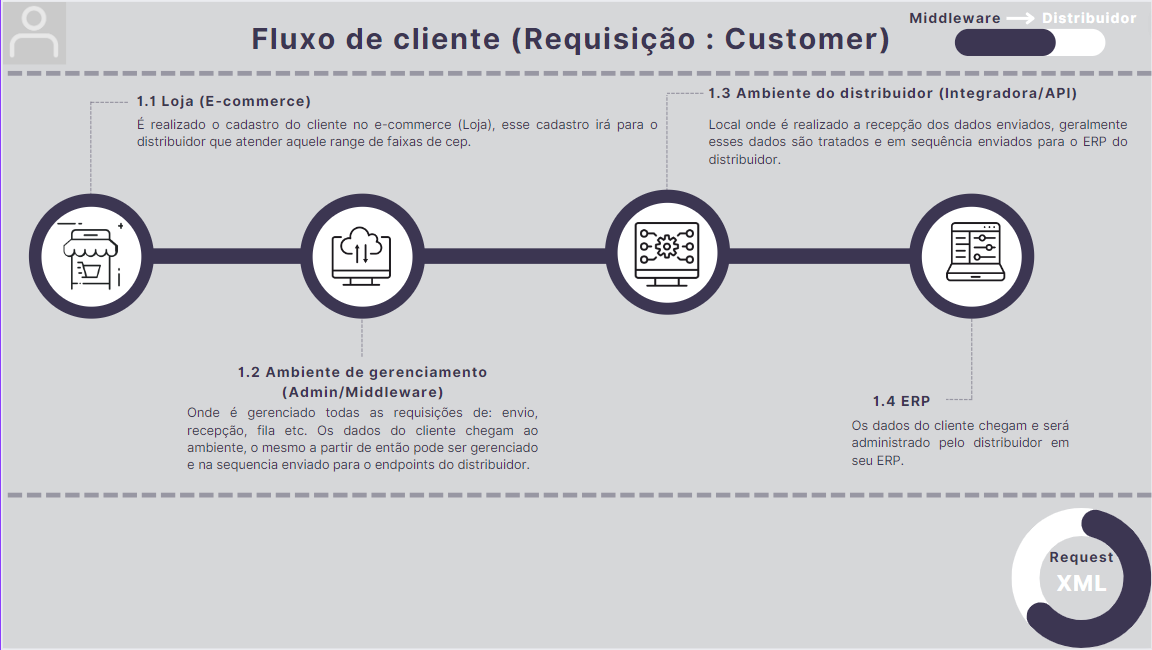 Fluxo de cliente (Requisição : Customer)
Middleware Distribuidor
1.1 Loja (E-commerce)
É realizado o cadastro do cliente no e-commerce (Loja), esse cadastro irá para o
distribuidor que atender aquele range de faixas de cep.
1.3 Ambiente do distribuidor (Integradora/API)
Local onde é realizado a recepção dos dados enviados, geralmente
esses dados são tratados e em sequência enviados para o ERP do
distribuidor.
1.2 Ambiente de gerenciamento
(Admin/Middleware)
Onde é gerenciado todas as requisições de: envio,
recepção, fila etc. Os dados do cliente chegam ao
ambiente, o mesmo a partir de então pode ser gerenciado
e na sequencia enviado para o endpoints do distribuidor.
1.4 ERP
Os dados do cliente chegam e será
administrado pelo distribuidor em
seu ERP.
Request
XML